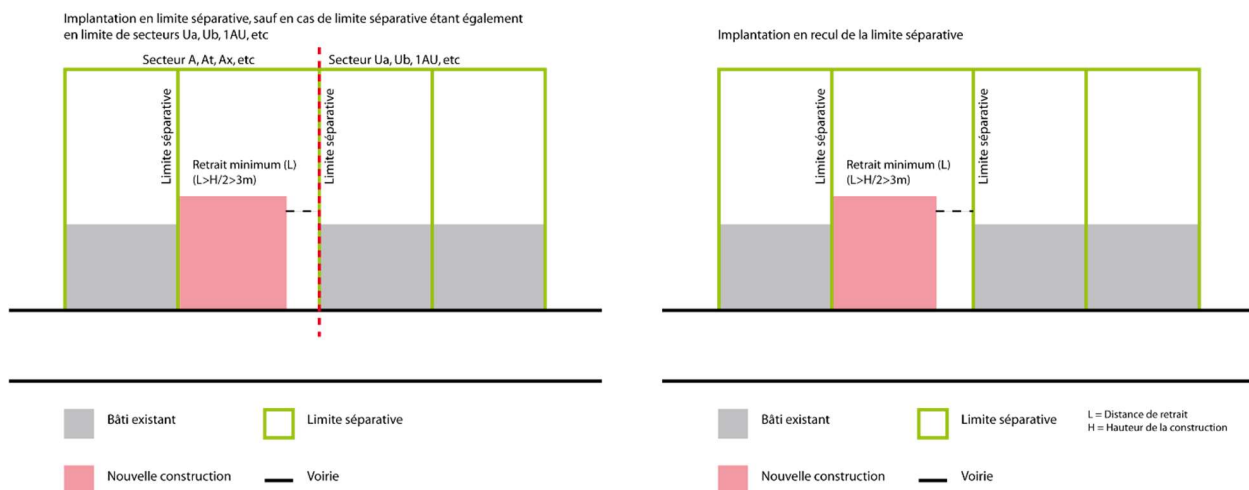 Implantation en limite séparative, sauf en cas de limite séparative étant également
en limite de secteurs Ua, Ub, 1AU, etc
Secteur A, At, Ax, etc
Secteur Ua, Ub, 1AU, etc
Limite séparative
Retrait minimum (L)
(L>H/2>3m)
Limite séparative
Bâti existant
Limite séparative
Nouvelle construction
Voirie
Implantation en recul de la limite séparative
Limite séparative
Retrait minimum (L)
(L>H/2>3m)
Limite séparative
Bâti existant
Limite séparative
L = Distance de retrait
H = Hauteur de la construction
Nouvelle construction
Voirie